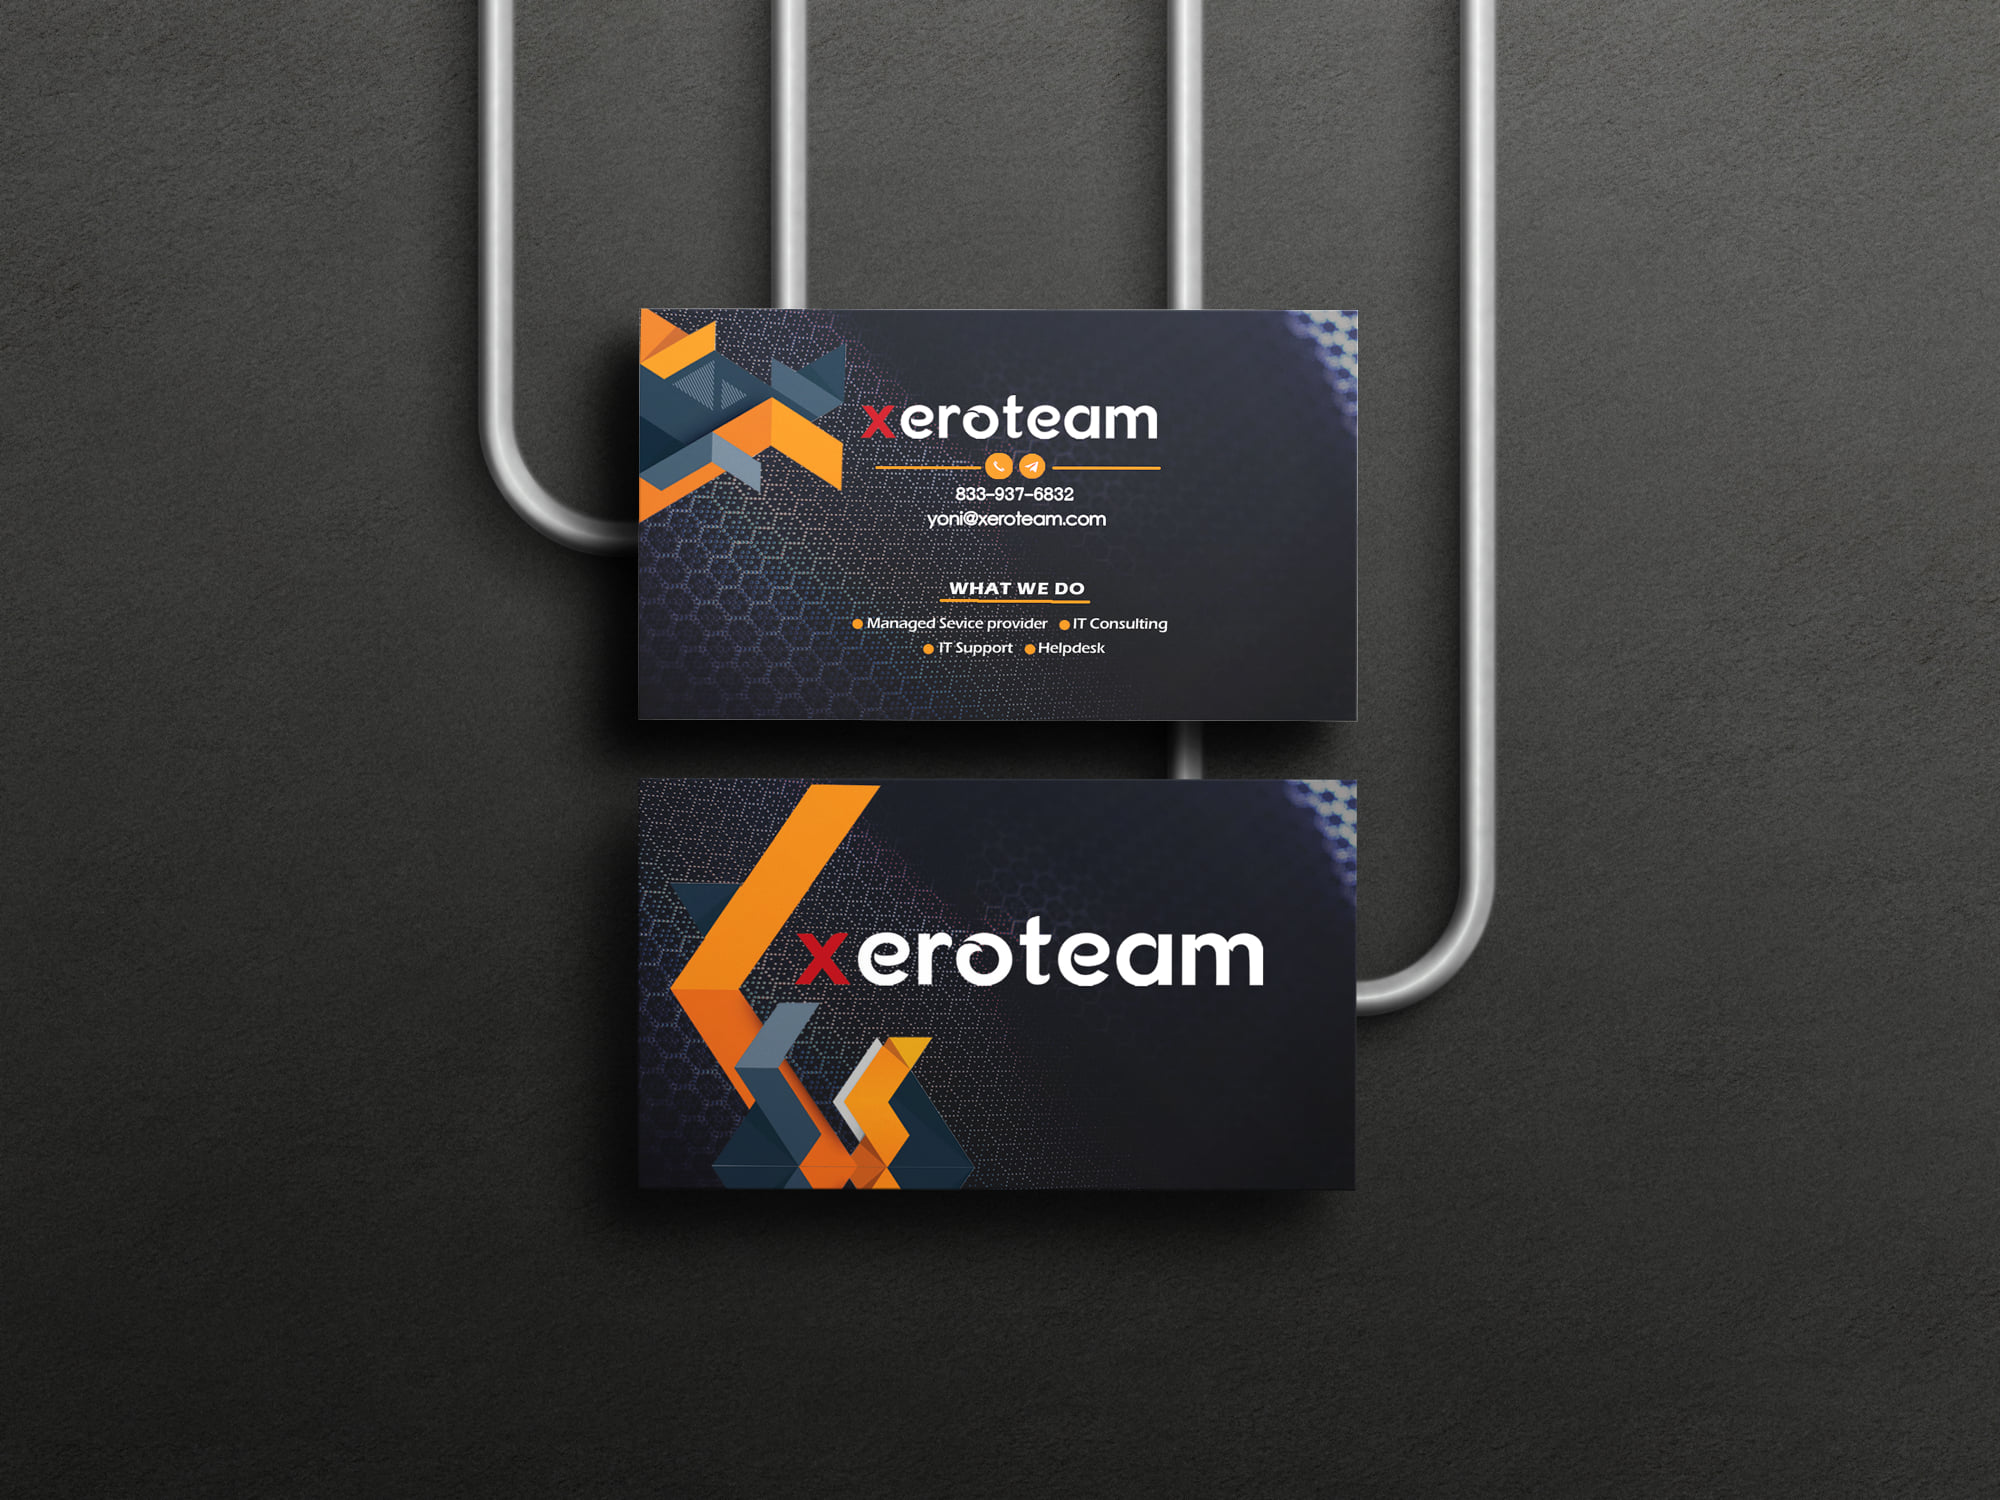 xeroteam
833-937-6832
yoni@xeroteam.com
WHAT WE DO
Managed Sevice provider IT Consulting
IT Support Helpdesk
xeroteam